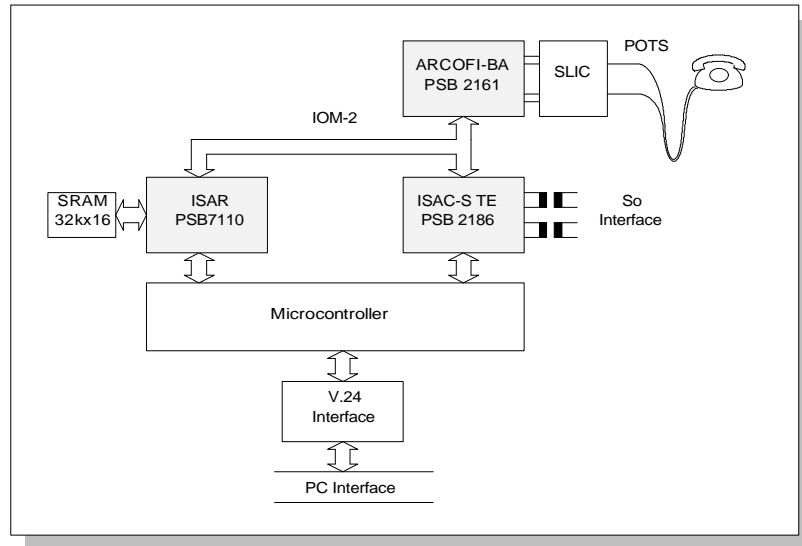 ARCOFI-BA
PSB 2161
SLIC
POTS
IOM-2
SRAM
32kx16
ISAR
PSB7110
ISAC-S TE
PSB 2186
So
Interface
Microcontroller
V.24
Interface
PC Interface